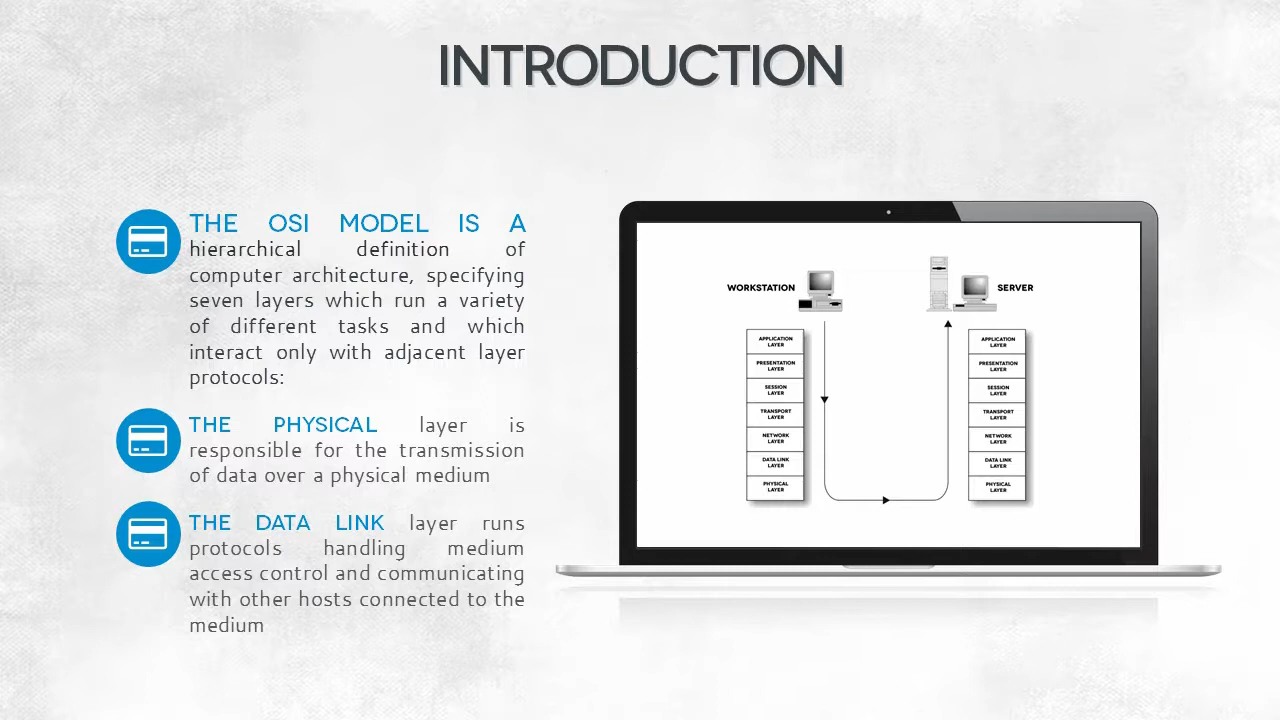 INTRODUCTION
THE OSI MODEL IS A
hierarchical definition of
computer architecture, specifying
seven layers which run a variety
of different tasks and which
interact only with adjacent layer
protocols:
THE PHYSICAL layer is
responsible for the transmission
of data over a physical medium
THE DATA LINK layer runs
protocols handling medium
access control and communicating
with other hosts connected to the
medium
WORKSTATION
SERVER
APPLICATION
LAYER
PRESENTATION
LAYER
SESSION
LAYER
TRANSPORT
LAYER
NETWORK
LAYER
DATA LINK
LAYER
PHYSICAL
LAYER
APPLICATION
LAYER
PRESENTATION
LAYER
SESSION
LAYER
TRANSPORT
LAYER
NETWORK
LAYER
DATA LINK
LAYER
PHYSICAL
LAYER